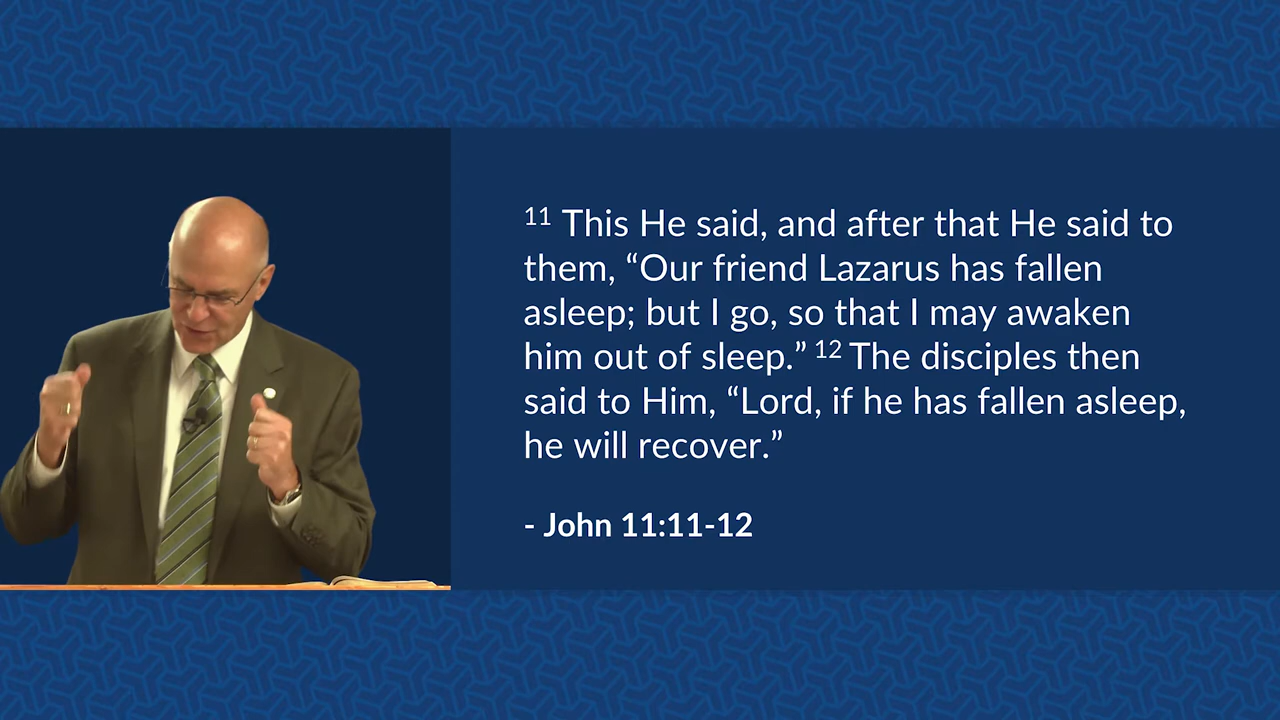 11 This He said, and after that He said to
them, “Our friend Lazarus has fallen
asleep; but I go, so that I may awaken
him out of sleep.” 12 The disciples then
said to Him, “Lord, if he has fallen asleep,
he will recover.”
- John 11:11-12